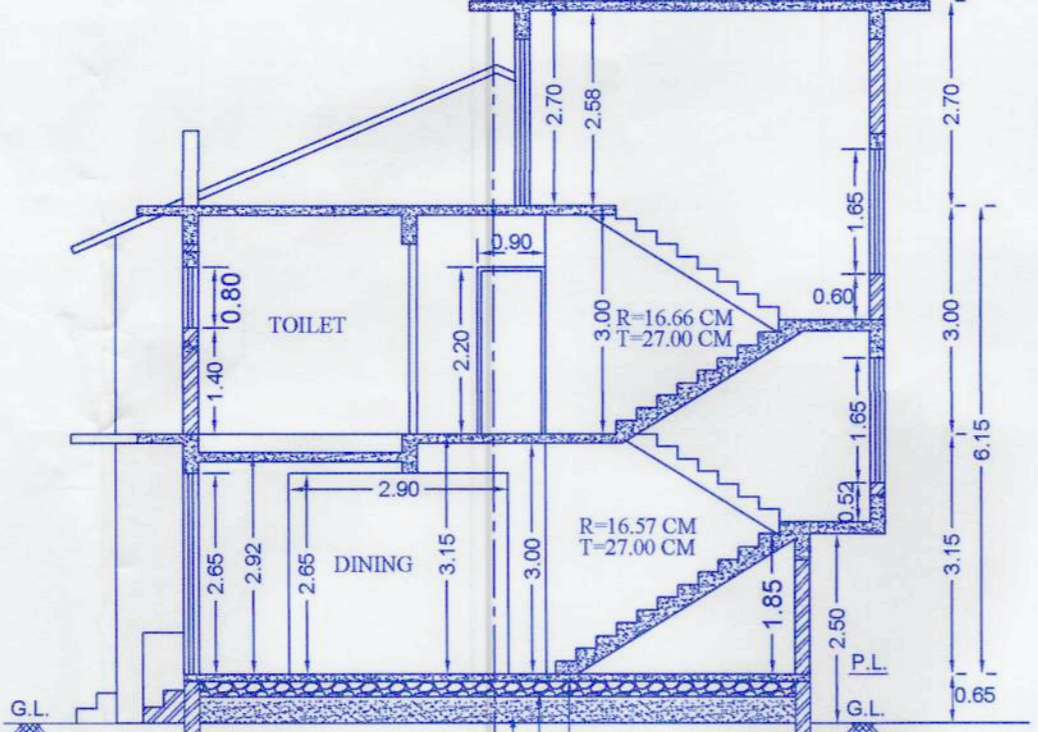 2.70
2.58
2.70
1.65
0.90
0.80
TOILET
1.40
2.20
3.00
R=16.66 CM
T=27.00 CM
0.60
3.00
1.65
6.15
2.90
0.52
R=16.57 CM
T=27.00 CM
2.65
2.92
2.65
DINING
3.15
3.00
1.85
2.50
3.15
P.L.
0.65
G.L.
G.L.